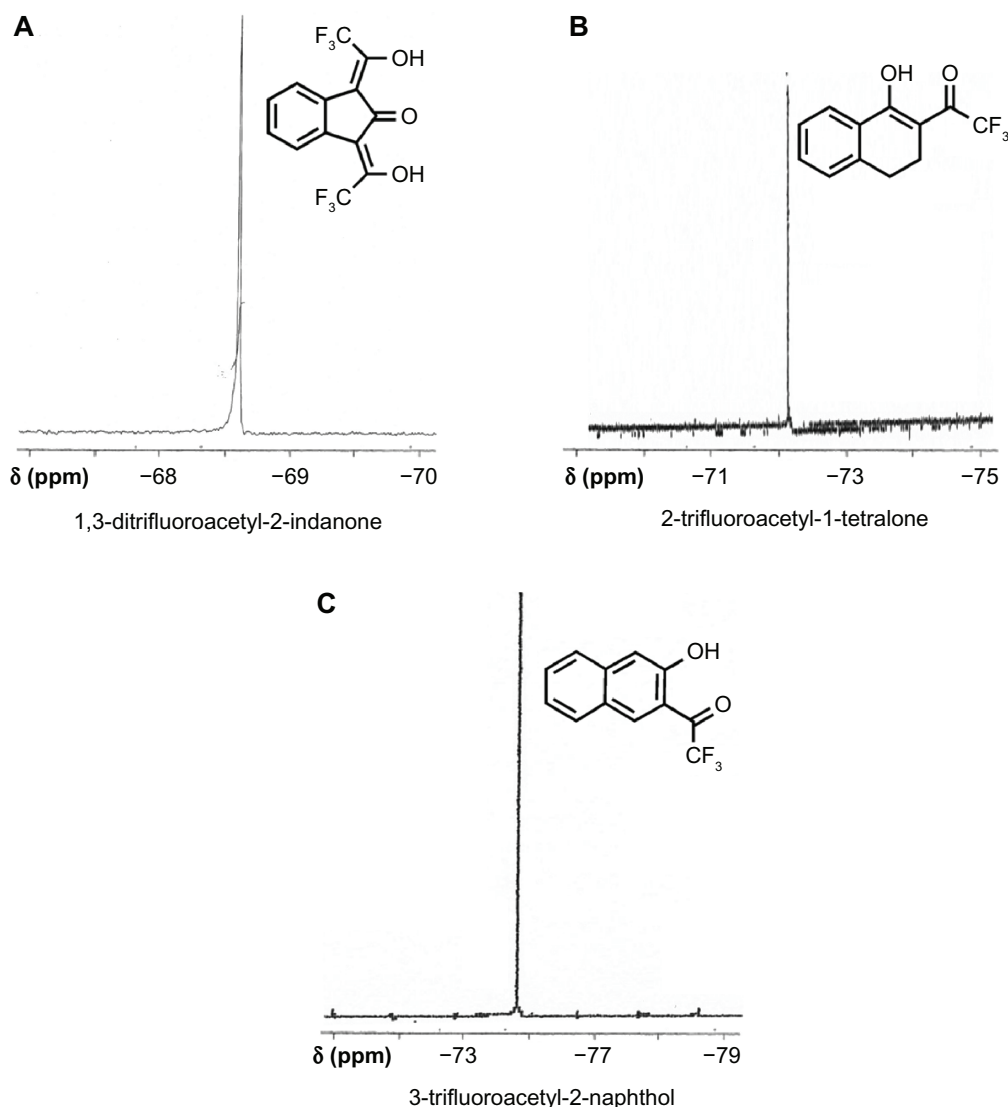 A
F₃C
OH
O
OH
F₃C
δ (ppm) −68 −69 −70
1,3-ditrifluoroacetyl-2-indanone
B
OH O
CF₃
δ (ppm) −71 −73 −75
2-trifluoroacetyl-1-tetralone
C
OH
O
CF₃
δ (ppm) −73 −77 −79
3-trifluoroacetyl-2-naphthol